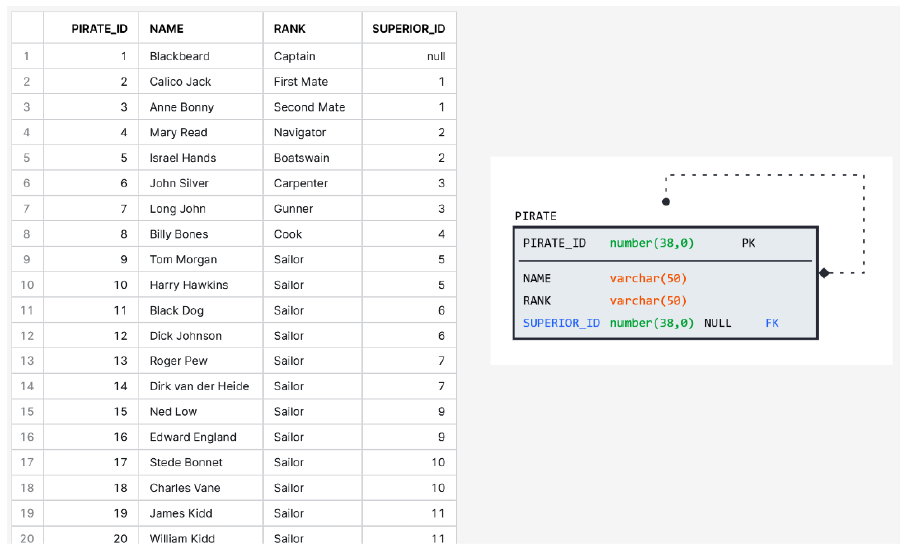 PIRATE_ID NAME RANK SUPERIOR_ID
1 1 Blackbeard Captain null
2 2 Calico Jack First Mate 1
3 3 Anne Bonny Second Mate 1
4 4 Mary Read Navigator 2
5 5 Israel Hands Boatswain 2
6 6 John Silver Carpenter 3
7 7 Long John Gunner 3
8 8 Billy Bones Cook 4
9 9 Tom Morgan Sailor 5
10 10 Harry Hawkins Sailor 5
11 11 Black Dog Sailor 6
12 12 Dick Johnson Sailor 6
13 13 Roger Pew Sailor 7
14 14 Dirk van der Heide Sailor 7
15 15 Ned Low Sailor 9
16 16 Edward England Sailor 9
17 17 Stede Bonnet Sailor 10
18 18 Charles Vane Sailor 10
19 19 James Kidd Sailor 11
20 20 William Kidd Sailor 11
PIRATE
PIRATE_ID number(38,0) PK
NAME varchar(50)
RANK varchar(50)
SUPERIOR_ID number(38,0) NULL FK